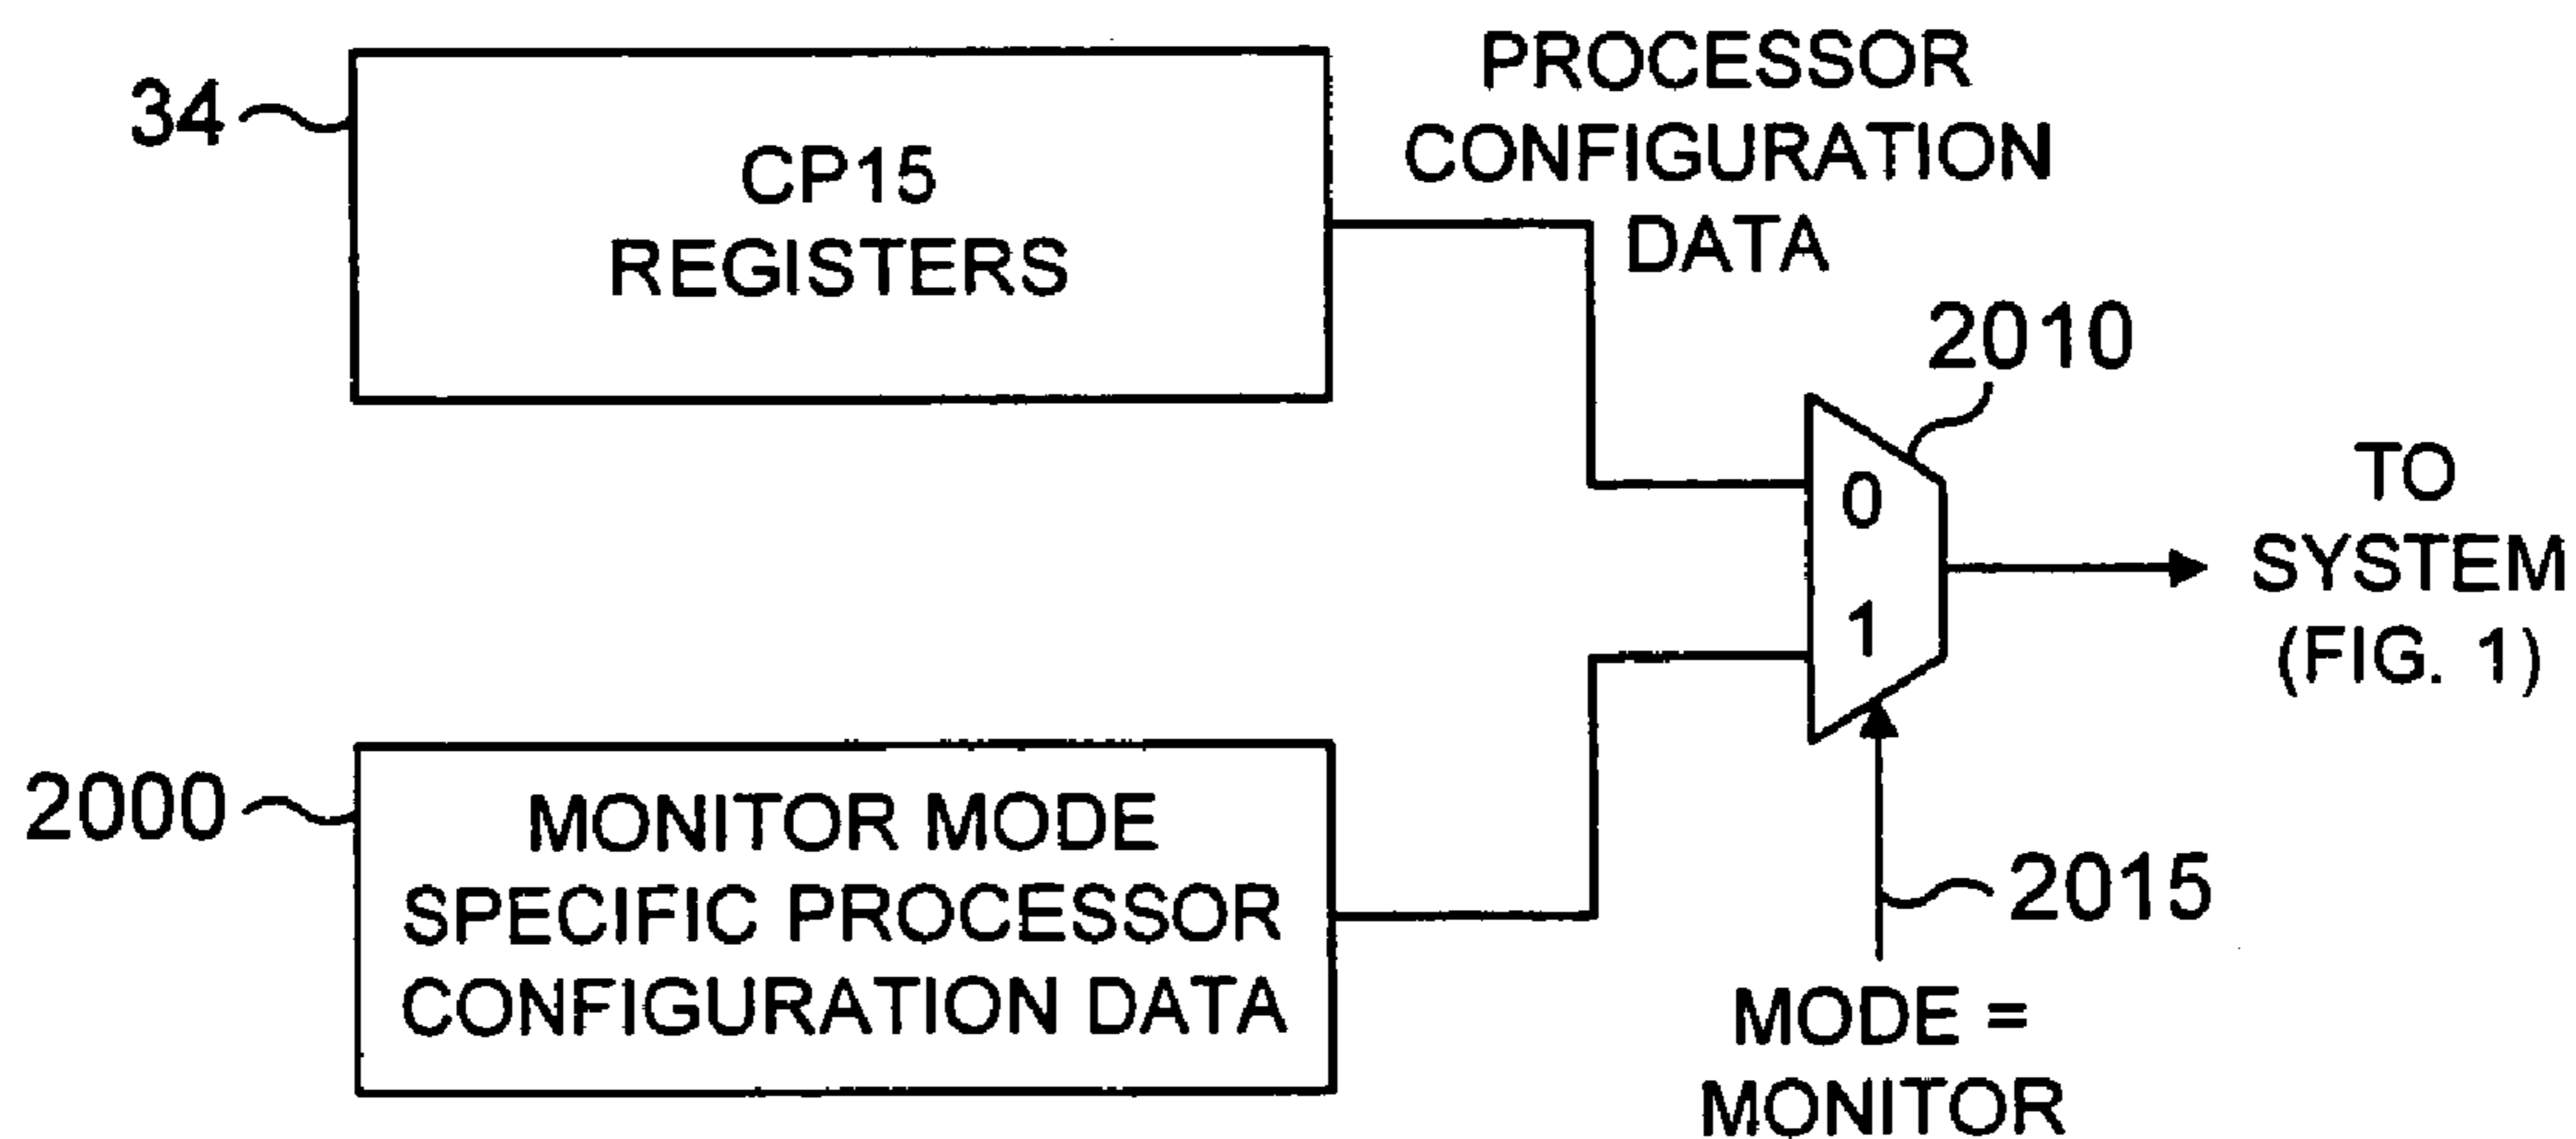 PROCESSOR
CONFIGURATION
DATA
34
CP15
REGISTERS
2010
0
1
TO
SYSTEM
(FIG. 1)
2000
MONITOR MODE
SPECIFIC PROCESSOR
CONFIGURATION DATA
2015
MODE =
MONITOR